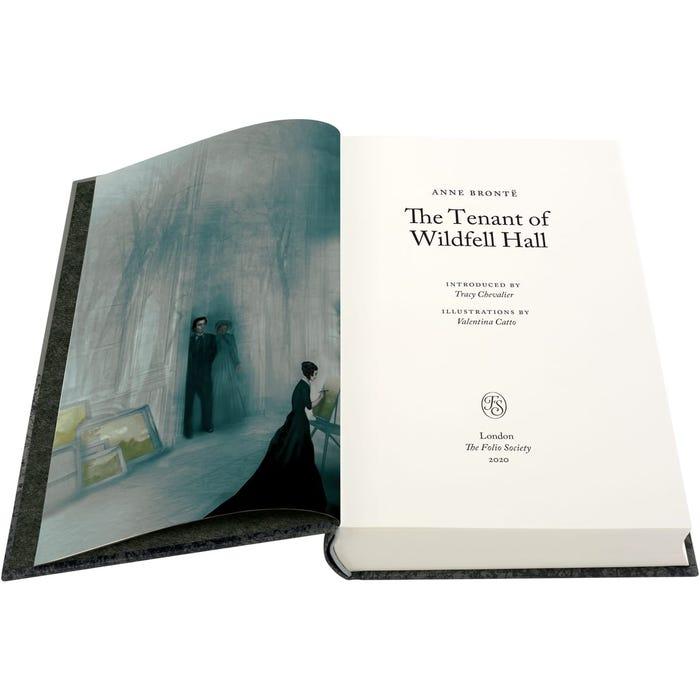 ANNE BRONTË
The Tenant of
Wildfell Hall
INTRODUCED BY
Tracy Chevalier
ILLUSTRATIONS BY
Valentina Catto
FS
London
The Folio Society
2020